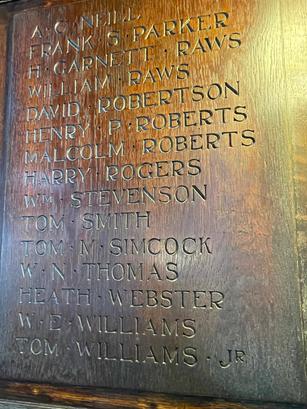 A·C·NEILL
FRANK·S·PARKER
H·GARNETT·RAWS
WILLIAM·RAWS
DAVID·ROBERTSON
HENRY·P·ROBERTS
MALCOLM·ROBERTS
HARRY·ROGERS
WM·STEVENSON
TOM·SMITH
TOM·M·SIMCOCK
W·N·THOMAS
HEATH·WEBSTER
W·E·WILLIAMS
TOM·WILLIAMS·JR